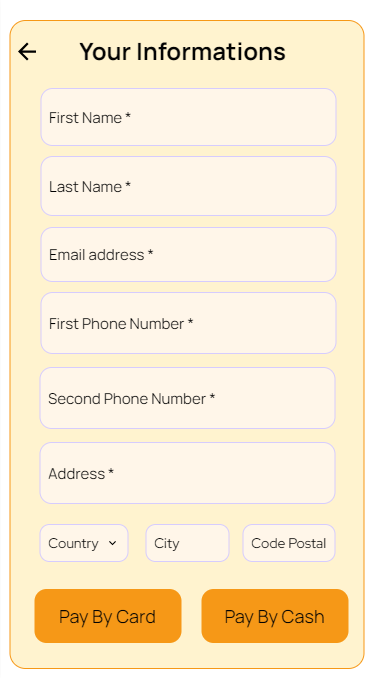 Your Informations
First Name *
Last Name *
Email address *
First Phone Number *
Second Phone Number *
Address *
Country City Code Postal
Pay By Card Pay By Cash